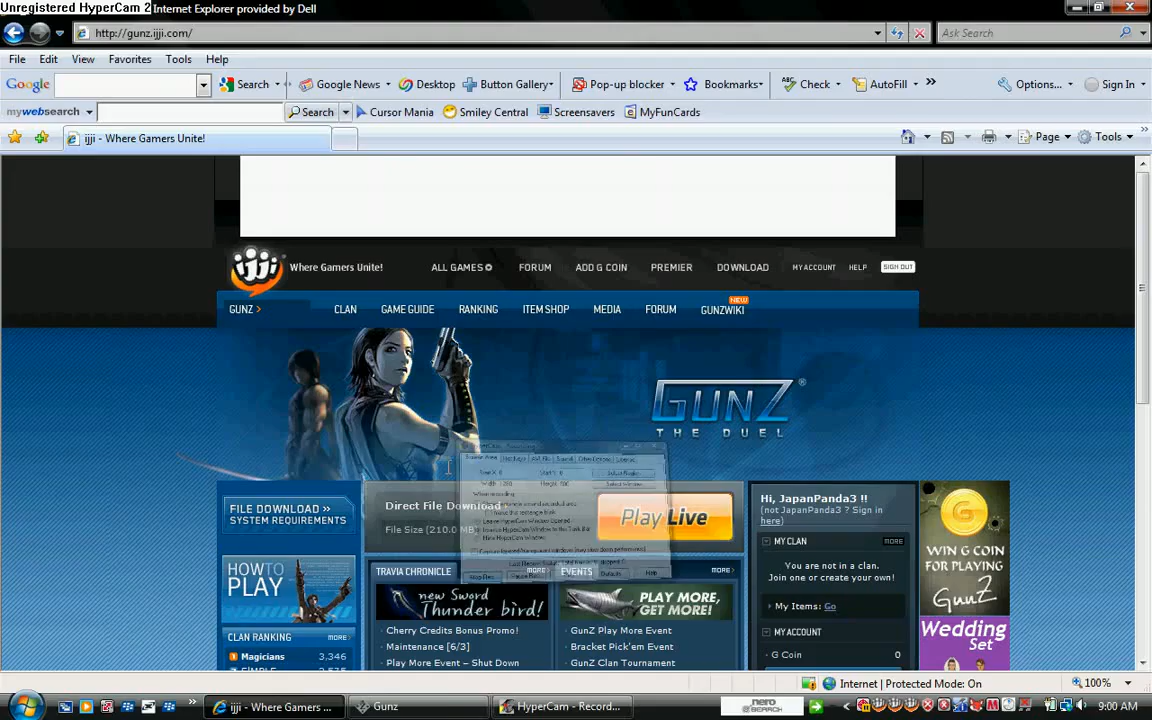 Unregistered HyperCam 2 Internet Explorer provided by Dell
http://gunz.ijji.com/
Ask Search
File Edit View Favorites Tools Help
Google Search Google News Desktop Button Gallery Pop-up blocker Bookmarks Check AutoFill Options... Sign In
mywebsearch Search Cursor Mania Smiley Central Screensavers MyFunCards
ijji - Where Gamers Unite!
Page Tools
ijji Where Gamers Unite! ALL GAMES FORUM ADD G COIN PREMIER DOWNLOAD MY ACCOUNT HELP SIGN OUT
NEW
GUNZ > CLAN GAME GUIDE RANKING ITEM SHOP MEDIA FORUM GUNZWIKI
GUNZ ®
THE DUEL
FILE DOWNLOAD »
SYSTEM REQUIREMENTS
Direct File Download
File Size (210.0 MB)
Play Live
Hi, JapanPanda3 !!
(not JapanPanda3 ? Sign in
here)
MY CLAN MORE
You are not in a clan.
Join one or create your own!
My Items: Go
MY ACCOUNT
G Coin 0
WIN G COIN
FOR PLAYING
GunZ
Wedding
Set
HOW TO
PLAY
CLAN RANKING MORE
1 Magicians 3,346
TRAVIA CHRONICLE MORE
new Sword
Thunder bird!
· Cherry Credits Bonus Promo!
· Maintenance [6/3]
· Play More Event – Shut Down
EVENTS MORE
PLAY MORE,
GET MORE!
· GunZ Play More Event
· Bracket Pick'em Event
· GunZ Clan Tournament
Internet | Protected Mode: On 100%
ijji - Where Gamers ... Gunz HyperCam - Record... nero SEARCH 9:00 AM